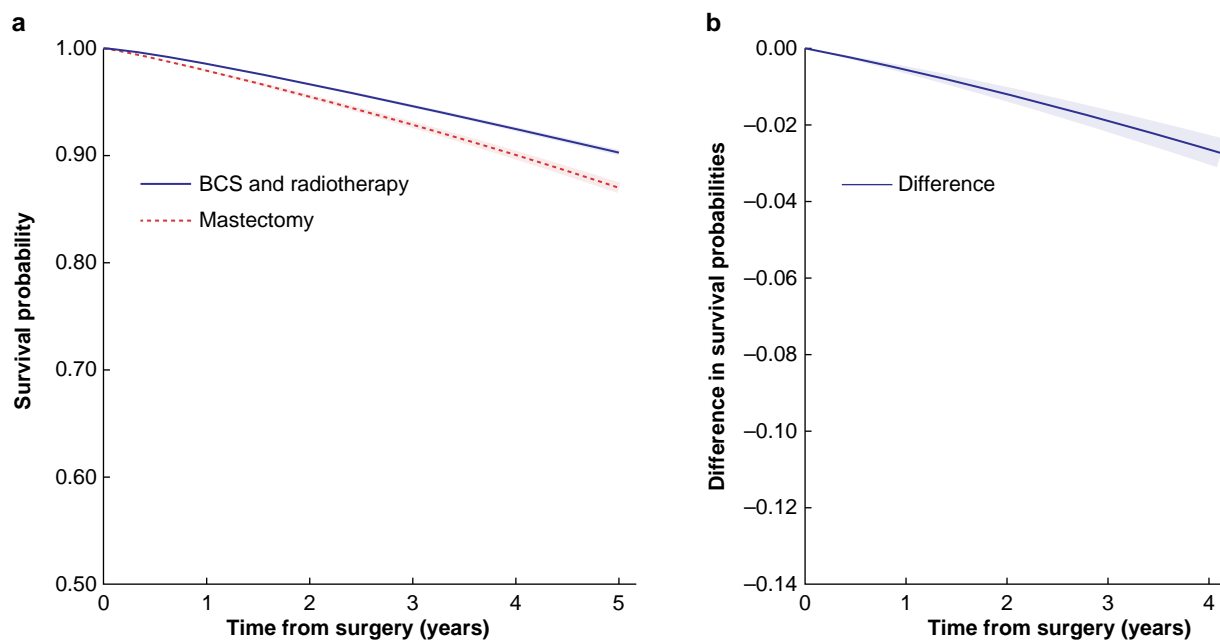 a
1.00
0.90
0.80
0.70
0.60
0.50
Survival probability
BCS and radiotherapy
Mastectomy
0 1 2 3 4 5
Time from surgery (years)
b
0.00
–0.02
–0.04
–0.06
–0.08
–0.10
–0.12
–0.14
Difference in survival probabilities
Difference
0 1 2 3 4
Time from surgery (years)